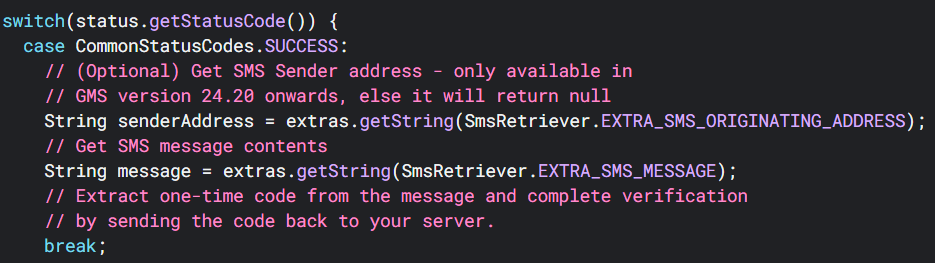 switch(status.getStatusCode()) {
case CommonStatusCodes.SUCCESS:
// (Optional) Get SMS Sender address - only available in
// GMS version 24.20 onwards, else it will return null
String senderAddress = extras.getString(SmsRetriever.EXTRA_SMS_ORIGINATING_ADDRESS);
// Get SMS message contents
String message = extras.getString(SmsRetriever.EXTRA_SMS_MESSAGE);
// Extract one-time code from the message and complete verification
// by sending the code back to your server.
break;